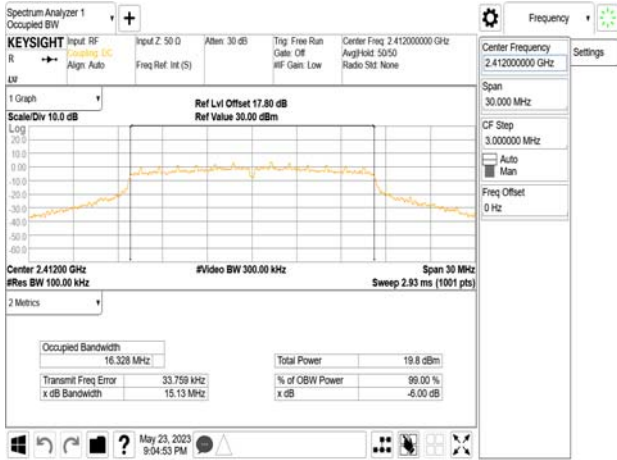 Spectrum Analyzer 1
Occupied BW
+
Frequency
KEYSIGHT
Input: RF
Coupling: DC
Align: Auto
Input Z: 50 Ω
Freq Ref: Int (S)
Atten: 30 dB
Trig: Free Run
Gate: Off
#IF Gain: Low
Center Freq: 2.412000000 GHz
Avg|Hold: 50/50
Radio Std: None
R
LXI
Center Frequency
2.412000000 GHz
Settings
Span
30.000 MHz
CF Step
3.000000 MHz
Auto
Man
Freq Offset
0 Hz
1 Graph
Scale/Div 10.0 dB
Ref Lvl Offset 17.80 dB
Ref Value 30.00 dBm
Log
20.0
10.0
0.00
-10.0
-20.0
-30.0
-40.0
-50.0
-60.0
Center 2.41200 GHz
#Res BW 100.00 kHz
#Video BW 300.00 kHz
Span 30 MHz
Sweep 2.93 ms (1001 pts)
2 Metrics
Occupied Bandwidth
16.328 MHz
Total Power 19.8 dBm
Transmit Freq Error 33.759 kHz
% of OBW Power 99.00 %
x dB Bandwidth 15.13 MHz
x dB -6.00 dB
?
May 23, 2023
9:04:53 PM